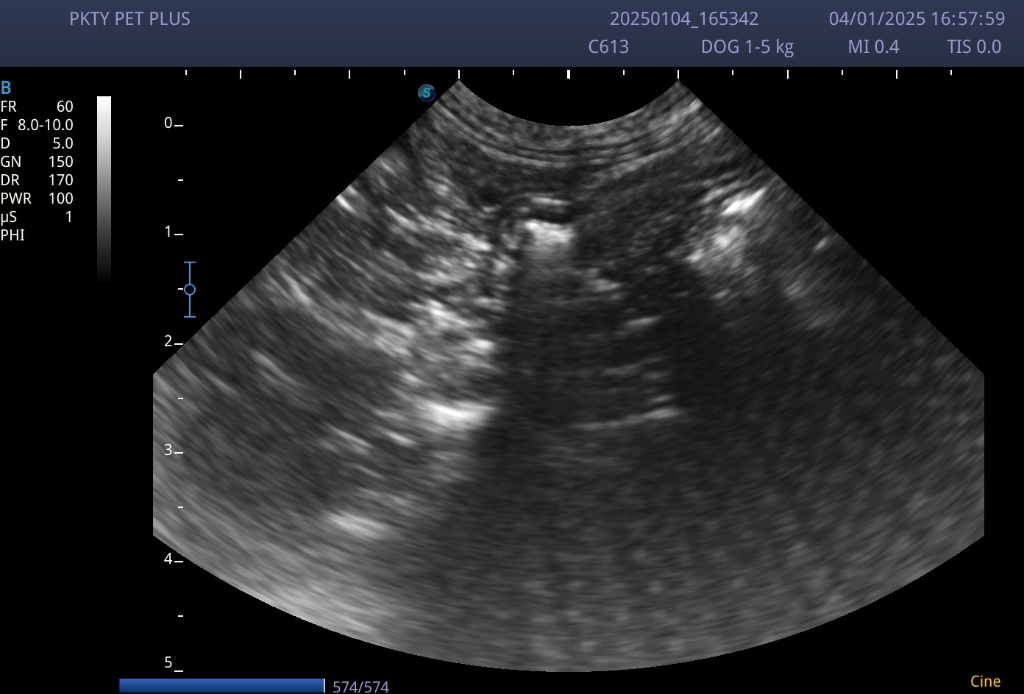 PKTY PET PLUS
20250104_165342
04/01/2025 16:57:59
C613
DOG 1-5 kg
MI 0.4
TIS 0.0
B
FR 60
F 8.0-10.0
D 5.0
GN 150
DR 170
PWR 100
µS 1
PHI
S
0
1
2
3
4
5
574/574
Cine